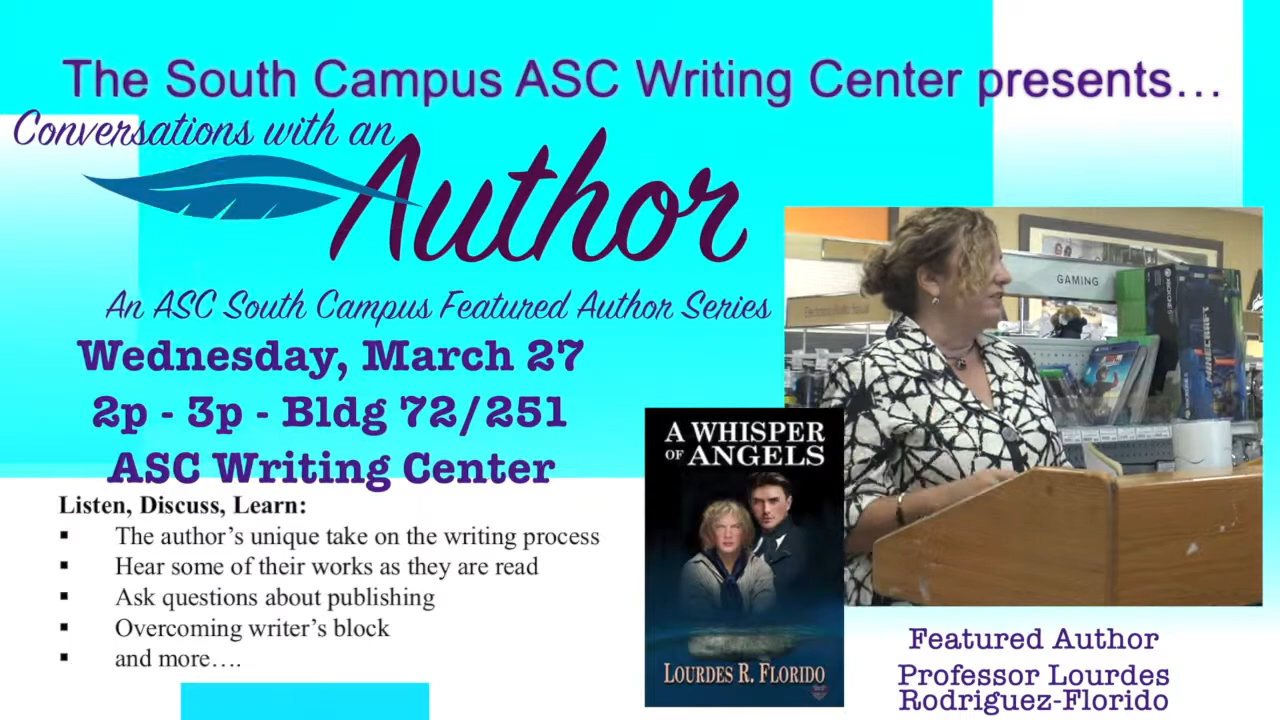 The South Campus ASC Writing Center presents…
Conversations with an
Author
An ASC South Campus Featured Author Series
Wednesday, March 27
2p - 3p - Bldg 72/251
ASC Writing Center
Listen, Discuss, Learn:
▪ The author’s unique take on the writing process
▪ Hear some of their works as they are read
▪ Ask questions about publishing
▪ Overcoming writer’s block
▪ and more….
GAMING
MINECRAFT
A WHISPER
OF ANGELS
LOURDES R. FLORIDO
Featured Author
Professor Lourdes
Rodriguez-Florido